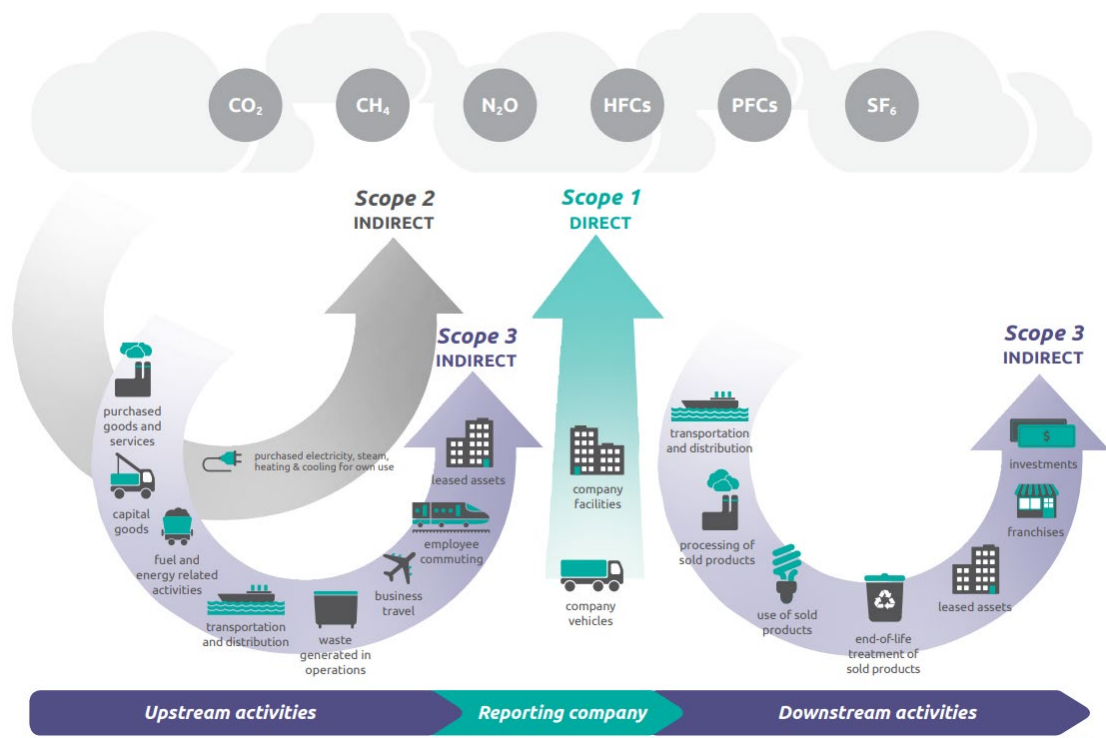 CO₂
CH₄
N₂O
HFCs
PFCs
SF₆
Scope 2
INDIRECT
Scope 1
DIRECT
Scope 3
INDIRECT
Scope 3
INDIRECT
purchased
goods and
services
capital
goods
fuel and
energy related
activities
transportation
and distribution
waste
generated in
operations
business
travel
employee
commuting
leased assets
purchased electricity, steam,
heating & cooling for own use
company
facilities
company
vehicles
transportation
and distribution
processing of
sold products
use of sold
products
end-of-life
treatment of
sold products
leased assets
franchises
investments
$
Upstream activities
Reporting company
Downstream activities